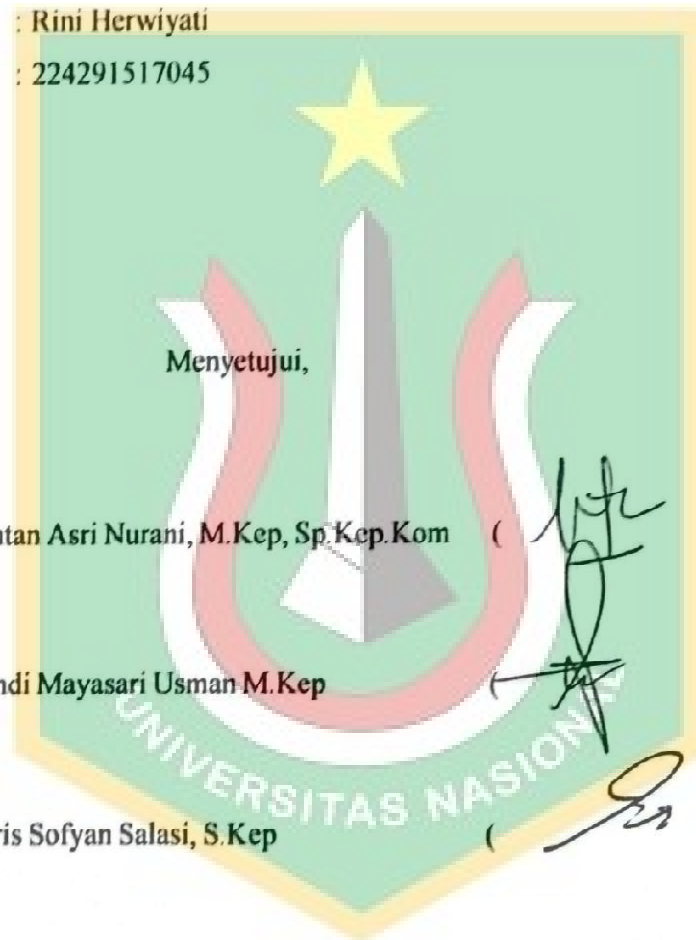 : Rini Herwiyati
: 224291517045
Menyetujui,
ntan Asri Nurani, M.Kep, Sp.Kep.Kom (
ndi Mayasari Usman M.Kep (
UNIVERSITAS NASIONAL
ris Sofyan Salasi, S.Kep (